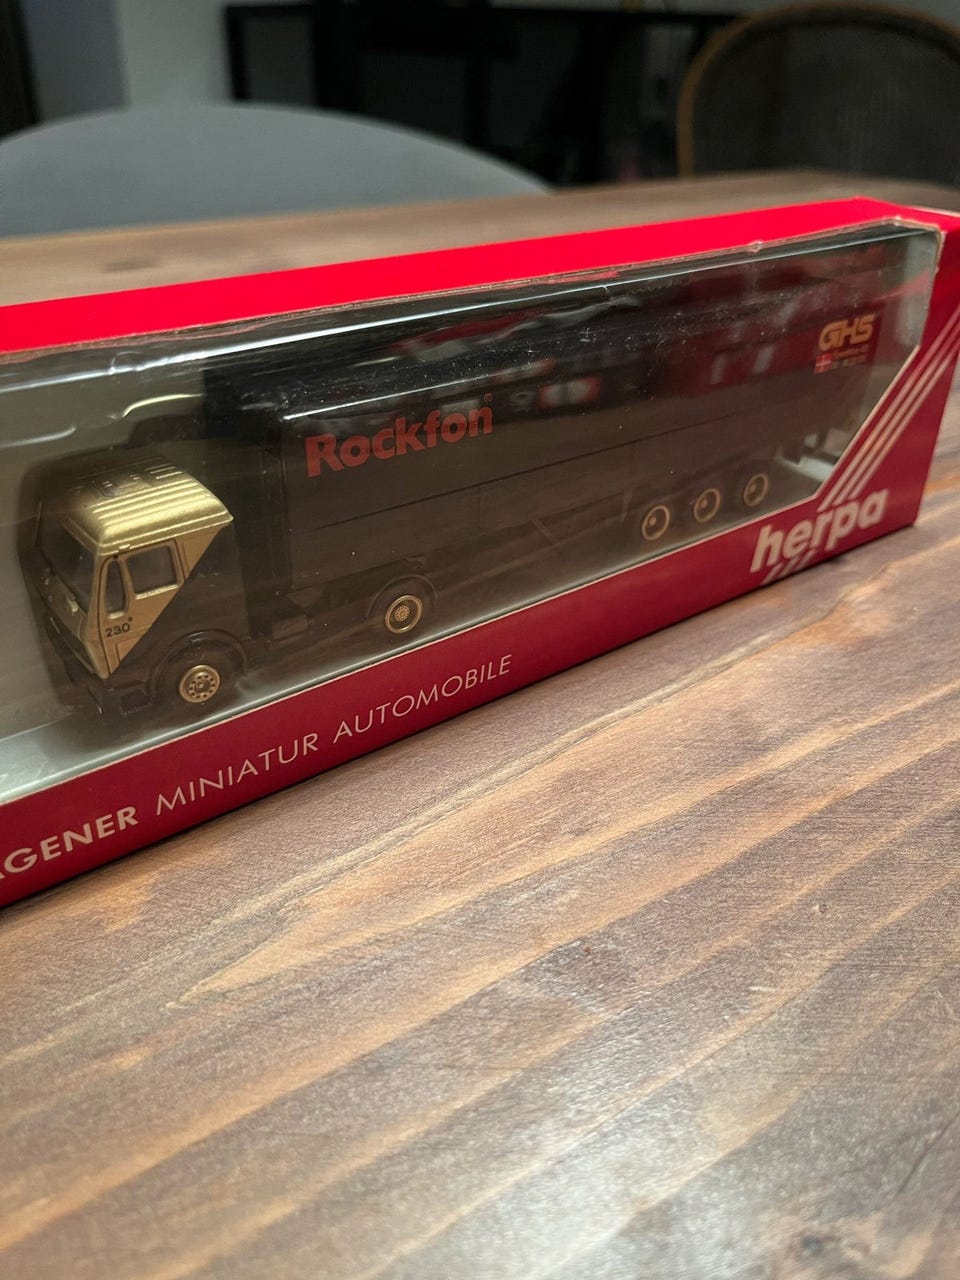 GHS
Rockfon®
230°
herpa
AGENER MINIATUR AUTOMOBILE